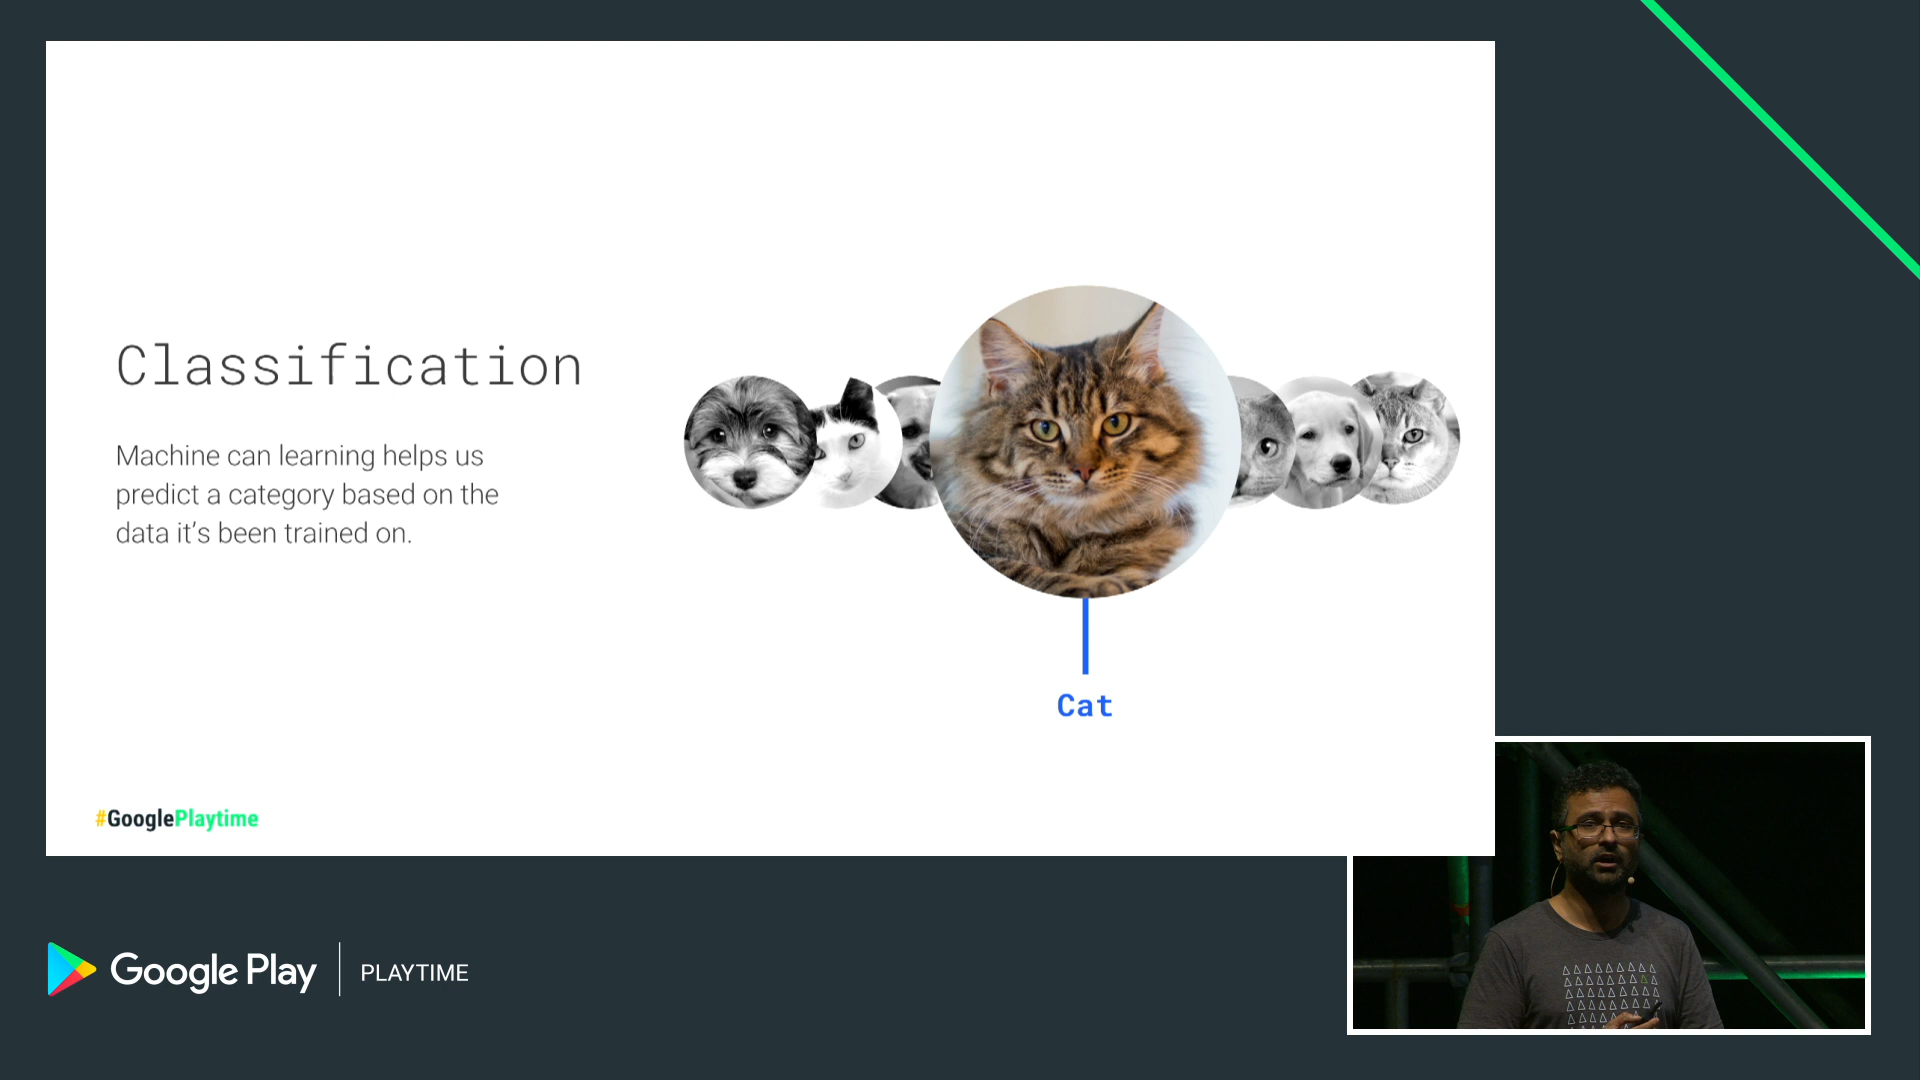 Classification
Machine can learning helps us
predict a category based on the
data it's been trained on.
Cat
#GooglePlaytime
Google Play | PLAYTIME